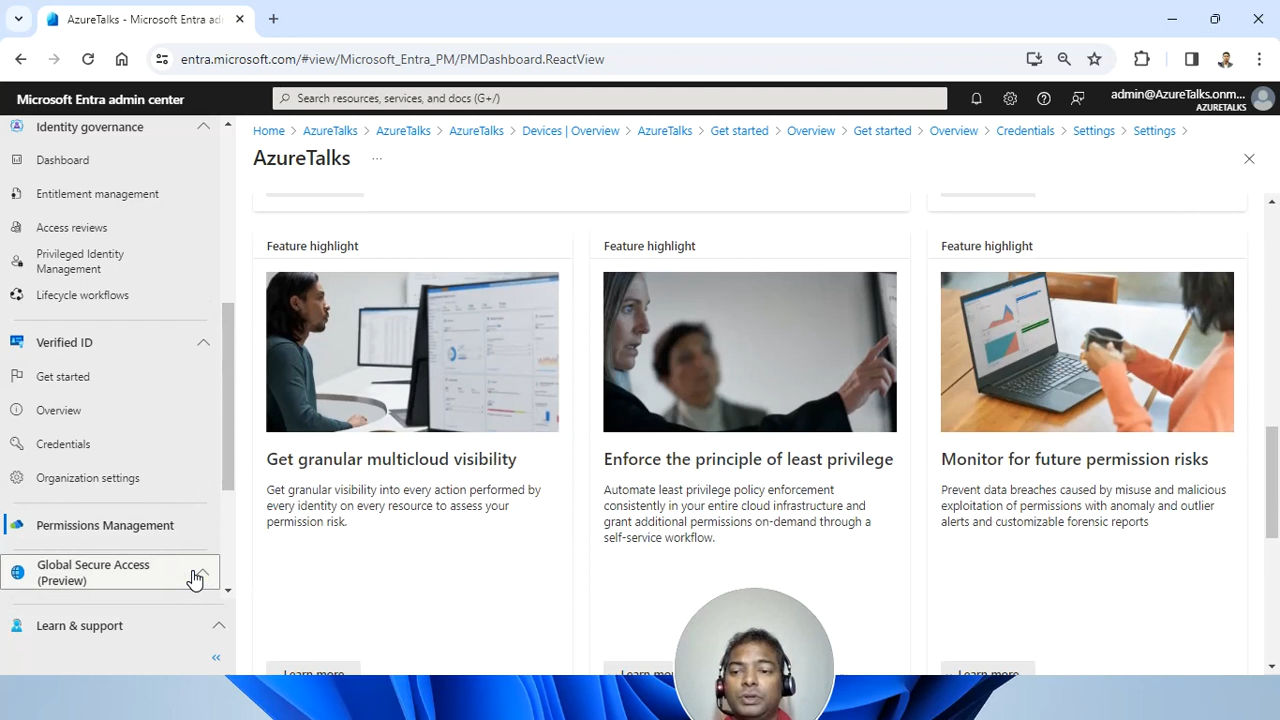 AzureTalks - Microsoft Entra ad
entra.microsoft.com/#view/Microsoft_Entra_PM/PMDashboard.ReactView
Microsoft Entra admin center
Search resources, services, and docs (G+/)
admin@AzureTalks.onm...
AZURETALKS
Identity governance
Dashboard
Entitlement management
Access reviews
Privileged Identity
Management
Lifecycle workflows
Verified ID
Get started
Overview
Credentials
Organization settings
Permissions Management
Global Secure Access
(Preview)
Learn & support
Home > AzureTalks > AzureTalks > AzureTalks > Devices | Overview > AzureTalks > Get started > Overview > Get started > Overview > Credentials > Settings > Settings >
AzureTalks ...
Feature highlight
Get granular multicloud visibility
Get granular visibility into every action performed by
every identity on every resource to assess your
permission risk.
Learn more
Feature highlight
Enforce the principle of least privilege
Automate least privilege policy enforcement
consistently in your entire cloud infrastructure and
grant additional permissions on-demand through a
self-service workflow.
Learn
Feature highlight
Monitor for future permission risks
Prevent data breaches caused by misuse and malicious
exploitation of permissions with anomaly and outlier
alerts and customizable forensic reports
Learn more